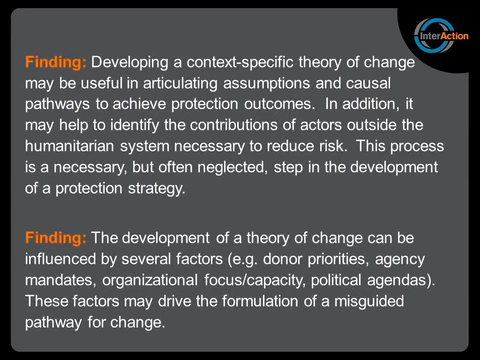 InterAction
Finding: Developing a context-specific theory of change
may be useful in articulating assumptions and causal
pathways to achieve protection outcomes. In addition, it
may help to identify the contributions of actors outside the
humanitarian system necessary to reduce risk. This process
is a necessary, but often neglected, step in the development
of a protection strategy.
Finding: The development of a theory of change can be
influenced by several factors (e.g. donor priorities, agency
mandates, organizational focus/capacity, political agendas).
These factors may drive the formulation of a misguided
pathway for change.